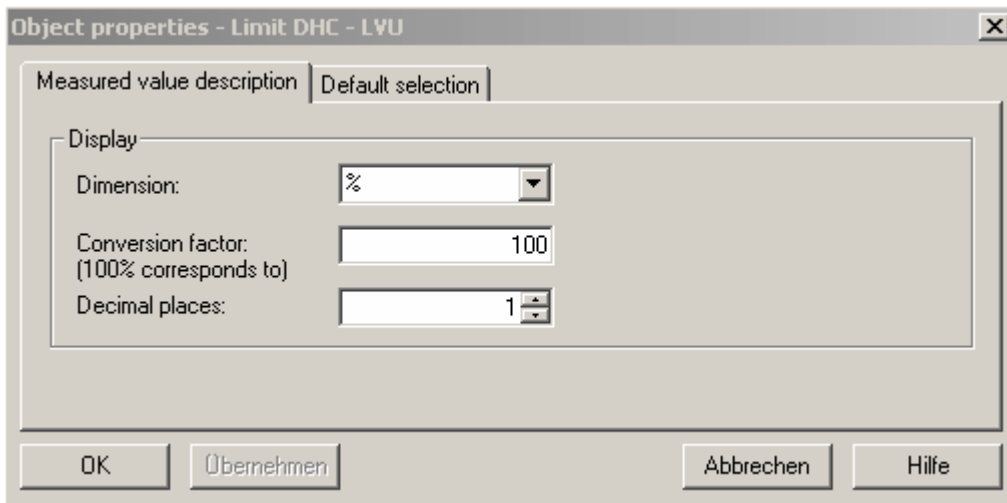 Object properties - Limit DHC - LVU
Measured value description
Default selection
Display
Dimension:
%
Conversion factor:
100
(100% corresponds to)
Decimal places:
1
OK
Übernehmen
Abbrechen
Hilfe